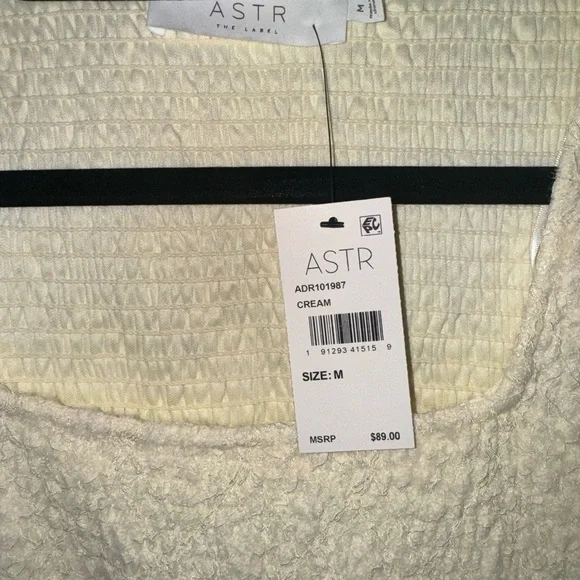 ASTR
THE LABEL
M
ASTR
ADR101987
CREAM
1 91293 41515 9
SIZE: M
MSRP $89.00